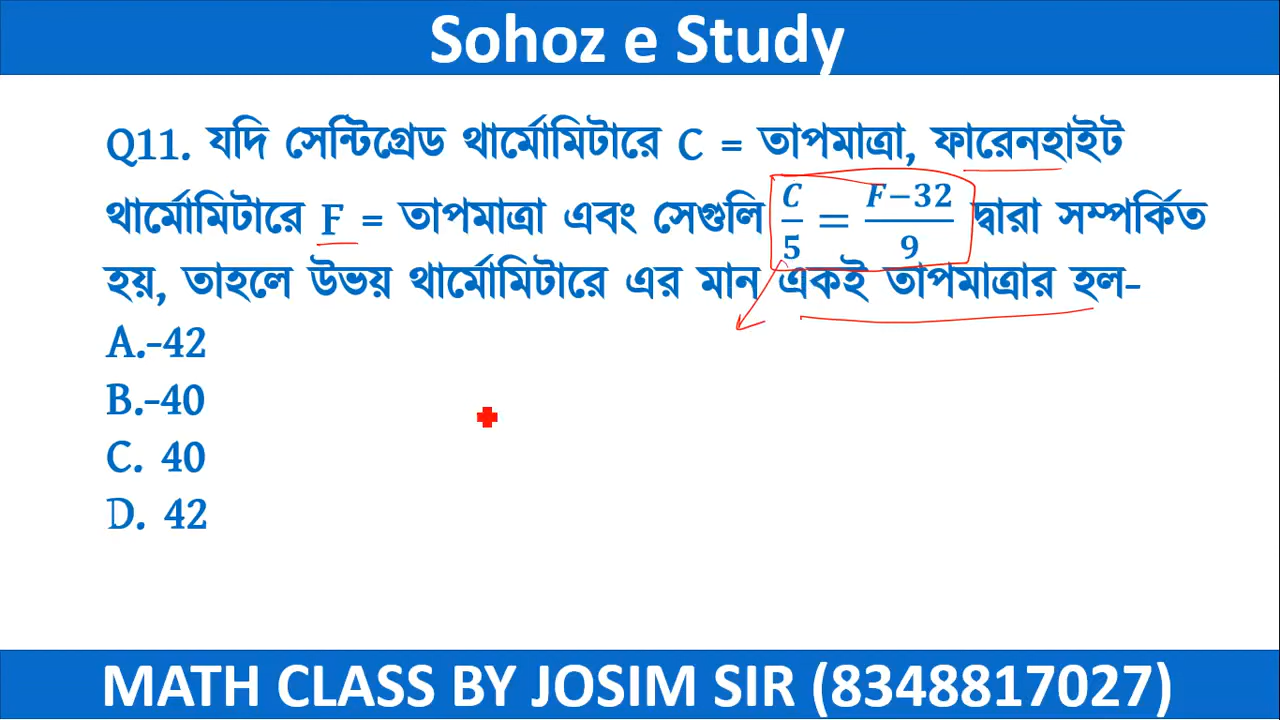 Sohoz e Study
Q11. যদি সেন্টিগ্রেড থার্মোমিটারে C = তাপমাত্রা, ফারেনহাইট
থার্মোমিটারে F = তাপমাত্রা এবং সেগুলি C/5 = F−32/9 দ্বারা সম্পর্কিত
হয়, তাহলে উভয় থার্মোমিটারে এর মান একই তাপমাত্রার হল-
A.-42
B.-40
C. 40
D. 42
MATH CLASS BY JOSIM SIR (8348817027)